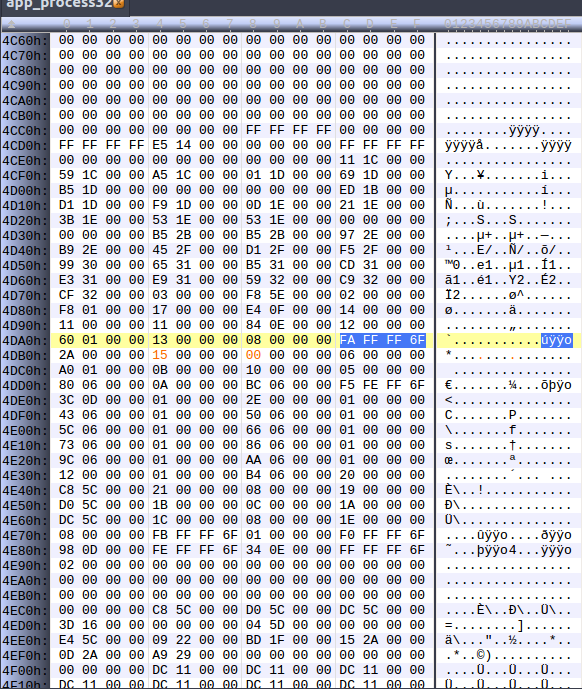 app_process32
0 1 2 3 4 5 6 7 8 9 A B C D E F 0123456789ABCDEF
4C60h: 00 00 00 00 00 00 00 00 00 00 00 00 00 00 00 00 ................
4C70h: 00 00 00 00 00 00 00 00 00 00 00 00 00 00 00 00 ................
4C80h: 00 00 00 00 00 00 00 00 00 00 00 00 00 00 00 00 ................
4C90h: 00 00 00 00 00 00 00 00 00 00 00 00 00 00 00 00 ................
4CA0h: 00 00 00 00 00 00 00 00 00 00 00 00 00 00 00 00 ................
4CB0h: 00 00 00 00 00 00 00 00 00 00 00 00 00 00 00 00 ................
4CC0h: 00 00 00 00 00 00 00 00 FF FF FF FF 00 00 00 00 ........ÿÿÿÿ....
4CD0h: FF FF FF FF E5 14 00 00 00 00 00 00 FF FF FF FF ÿÿÿÿå.......ÿÿÿÿ
4CE0h: 00 00 00 00 00 00 00 00 00 00 00 00 11 1C 00 00 ................
4CF0h: 59 1C 00 00 A5 1C 00 00 01 1D 00 00 69 1D 00 00 Y...¥.......i...
4D00h: B5 1D 00 00 00 00 00 00 00 00 00 00 ED 1B 00 00 µ...........í...
4D10h: D1 1D 00 00 F9 1D 00 00 0D 1E 00 00 21 1E 00 00 Ñ...ù.......!...
4D20h: 3B 1E 00 00 53 1E 00 00 53 1E 00 00 00 00 00 00 ;...S...S.......
4D30h: 00 00 00 00 B5 2B 00 00 B5 2B 00 00 97 2E 00 00 ....µ+..µ+..—...
4D40h: B9 2E 00 00 45 2F 00 00 D1 2F 00 00 F5 2F 00 00 ¹...E/..Ñ/..õ/..
4D50h: 99 30 00 00 65 31 00 00 B5 31 00 00 CD 31 00 00 ™0..e1..µ1..Í1..
4D60h: E3 31 00 00 E9 31 00 00 59 32 00 00 C9 32 00 00 ã1..é1..Y2..É2..
4D70h: CF 32 00 00 03 00 00 00 F8 5E 00 00 02 00 00 00 Ï2......ø^......
4D80h: F8 01 00 00 17 00 00 00 E4 0F 00 00 14 00 00 00 ø.......ä.......
4D90h: 11 00 00 00 11 00 00 00 84 0E 00 00 12 00 00 00 ........„.......
4DA0h: 60 01 00 00 13 00 00 00 08 00 00 00 FA FF FF 6F `...........úÿÿo
4DB0h: 2A 00 00 00 15 00 00 00 00 00 00 00 06 00 00 00 *...............
4DC0h: A0 01 00 00 0B 00 00 00 10 00 00 00 05 00 00 00 ................
4DD0h: 80 06 00 00 0A 00 00 00 BC 06 00 00 F5 FE FF 6F €.......¼...õþÿo
4DE0h: 3C 0D 00 00 01 00 00 00 2E 00 00 00 01 00 00 00 <...............
4DF0h: 43 06 00 00 01 00 00 00 50 06 00 00 01 00 00 00 C.......P.......
4E00h: 5C 06 00 00 01 00 00 00 66 06 00 00 01 00 00 00 \.......f.......
4E10h: 73 06 00 00 01 00 00 00 86 06 00 00 01 00 00 00 s.......†.......
4E20h: 9C 06 00 00 01 00 00 00 AA 06 00 00 01 00 00 00 œ.......ª.......
4E30h: 12 00 00 00 01 00 00 00 B4 06 00 00 20 00 00 00 ........´... ...
4E40h: C8 5C 00 00 21 00 00 00 08 00 00 00 19 00 00 00 È\..!...........
4E50h: D0 5C 00 00 1B 00 00 00 0C 00 00 00 1A 00 00 00 Ð\..............
4E60h: DC 5C 00 00 1C 00 00 00 08 00 00 00 1E 00 00 00 Ü\..............
4E70h: 08 00 00 00 FB FF FF 6F 01 00 00 00 F0 FF FF 6F ....ûÿÿo....ðÿÿo
4E80h: 98 0D 00 00 FE FF FF 6F 34 0E 00 00 FF FF FF 6F ˜...þÿÿo4...ÿÿÿo
4E90h: 02 00 00 00 00 00 00 00 00 00 00 00 00 00 00 00 ................
4EA0h: 00 00 00 00 00 00 00 00 00 00 00 00 00 00 00 00 ................
4EB0h: 00 00 00 00 00 00 00 00 00 00 00 00 00 00 00 00 ................
4EC0h: 00 00 00 00 C8 5C 00 00 D0 5C 00 00 DC 5C 00 00 ....È\..Ð\..Ü\..
4ED0h: 3D 16 00 00 00 00 00 00 04 5D 00 00 00 00 00 00 =........]......
4EE0h: E4 5C 00 00 09 22 00 00 BD 1F 00 00 15 2A 00 00 ä\..."..½....*..
4EF0h: 0D 2A 00 00 A9 29 00 00 00 00 00 00 00 00 00 00 .*..©)..........
4F00h: 00 00 00 00 DC 11 00 00 DC 11 00 00 DC 11 00 00 ....Ü...Ü...Ü...
4F10h: DC 11 00 00 DC 11 00 00 DC 11 00 00 DC 11 00 00 Ü...Ü...Ü...Ü...